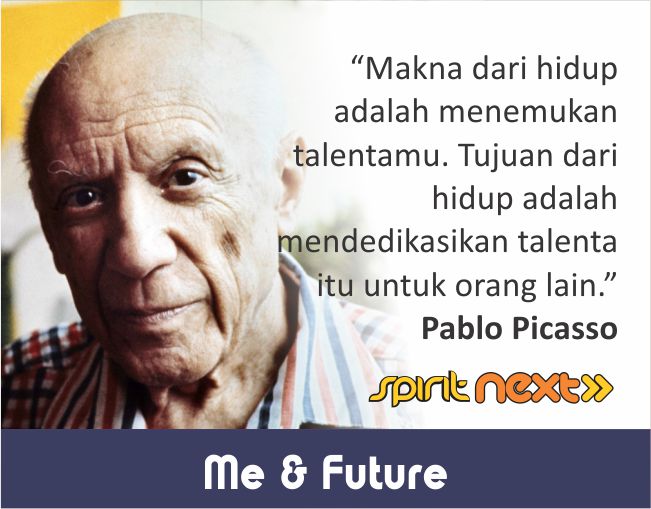 “Makna dari hidup
adalah menemukan
talentamu. Tujuan dari
hidup adalah
mendedikasikan talenta
itu untuk orang lain.”
Pablo Picasso
spirit next
Me & Future